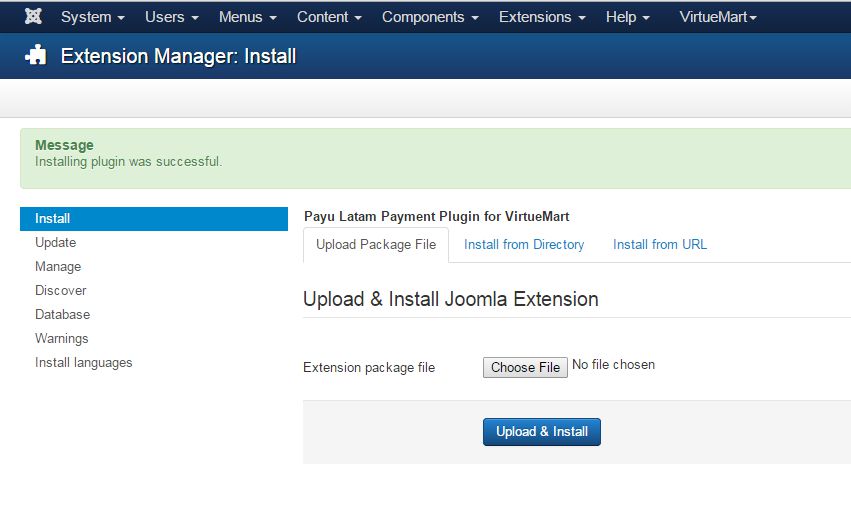 System Users Menus Content Components Extensions Help VirtueMart
Extension Manager: Install
Message
Installing plugin was successful.
Install
Update
Manage
Discover
Database
Warnings
Install languages
Payu Latam Payment Plugin for VirtueMart
Upload Package File Install from Directory Install from URL
Upload & Install Joomla Extension
Extension package file Choose File No file chosen
Upload & Install